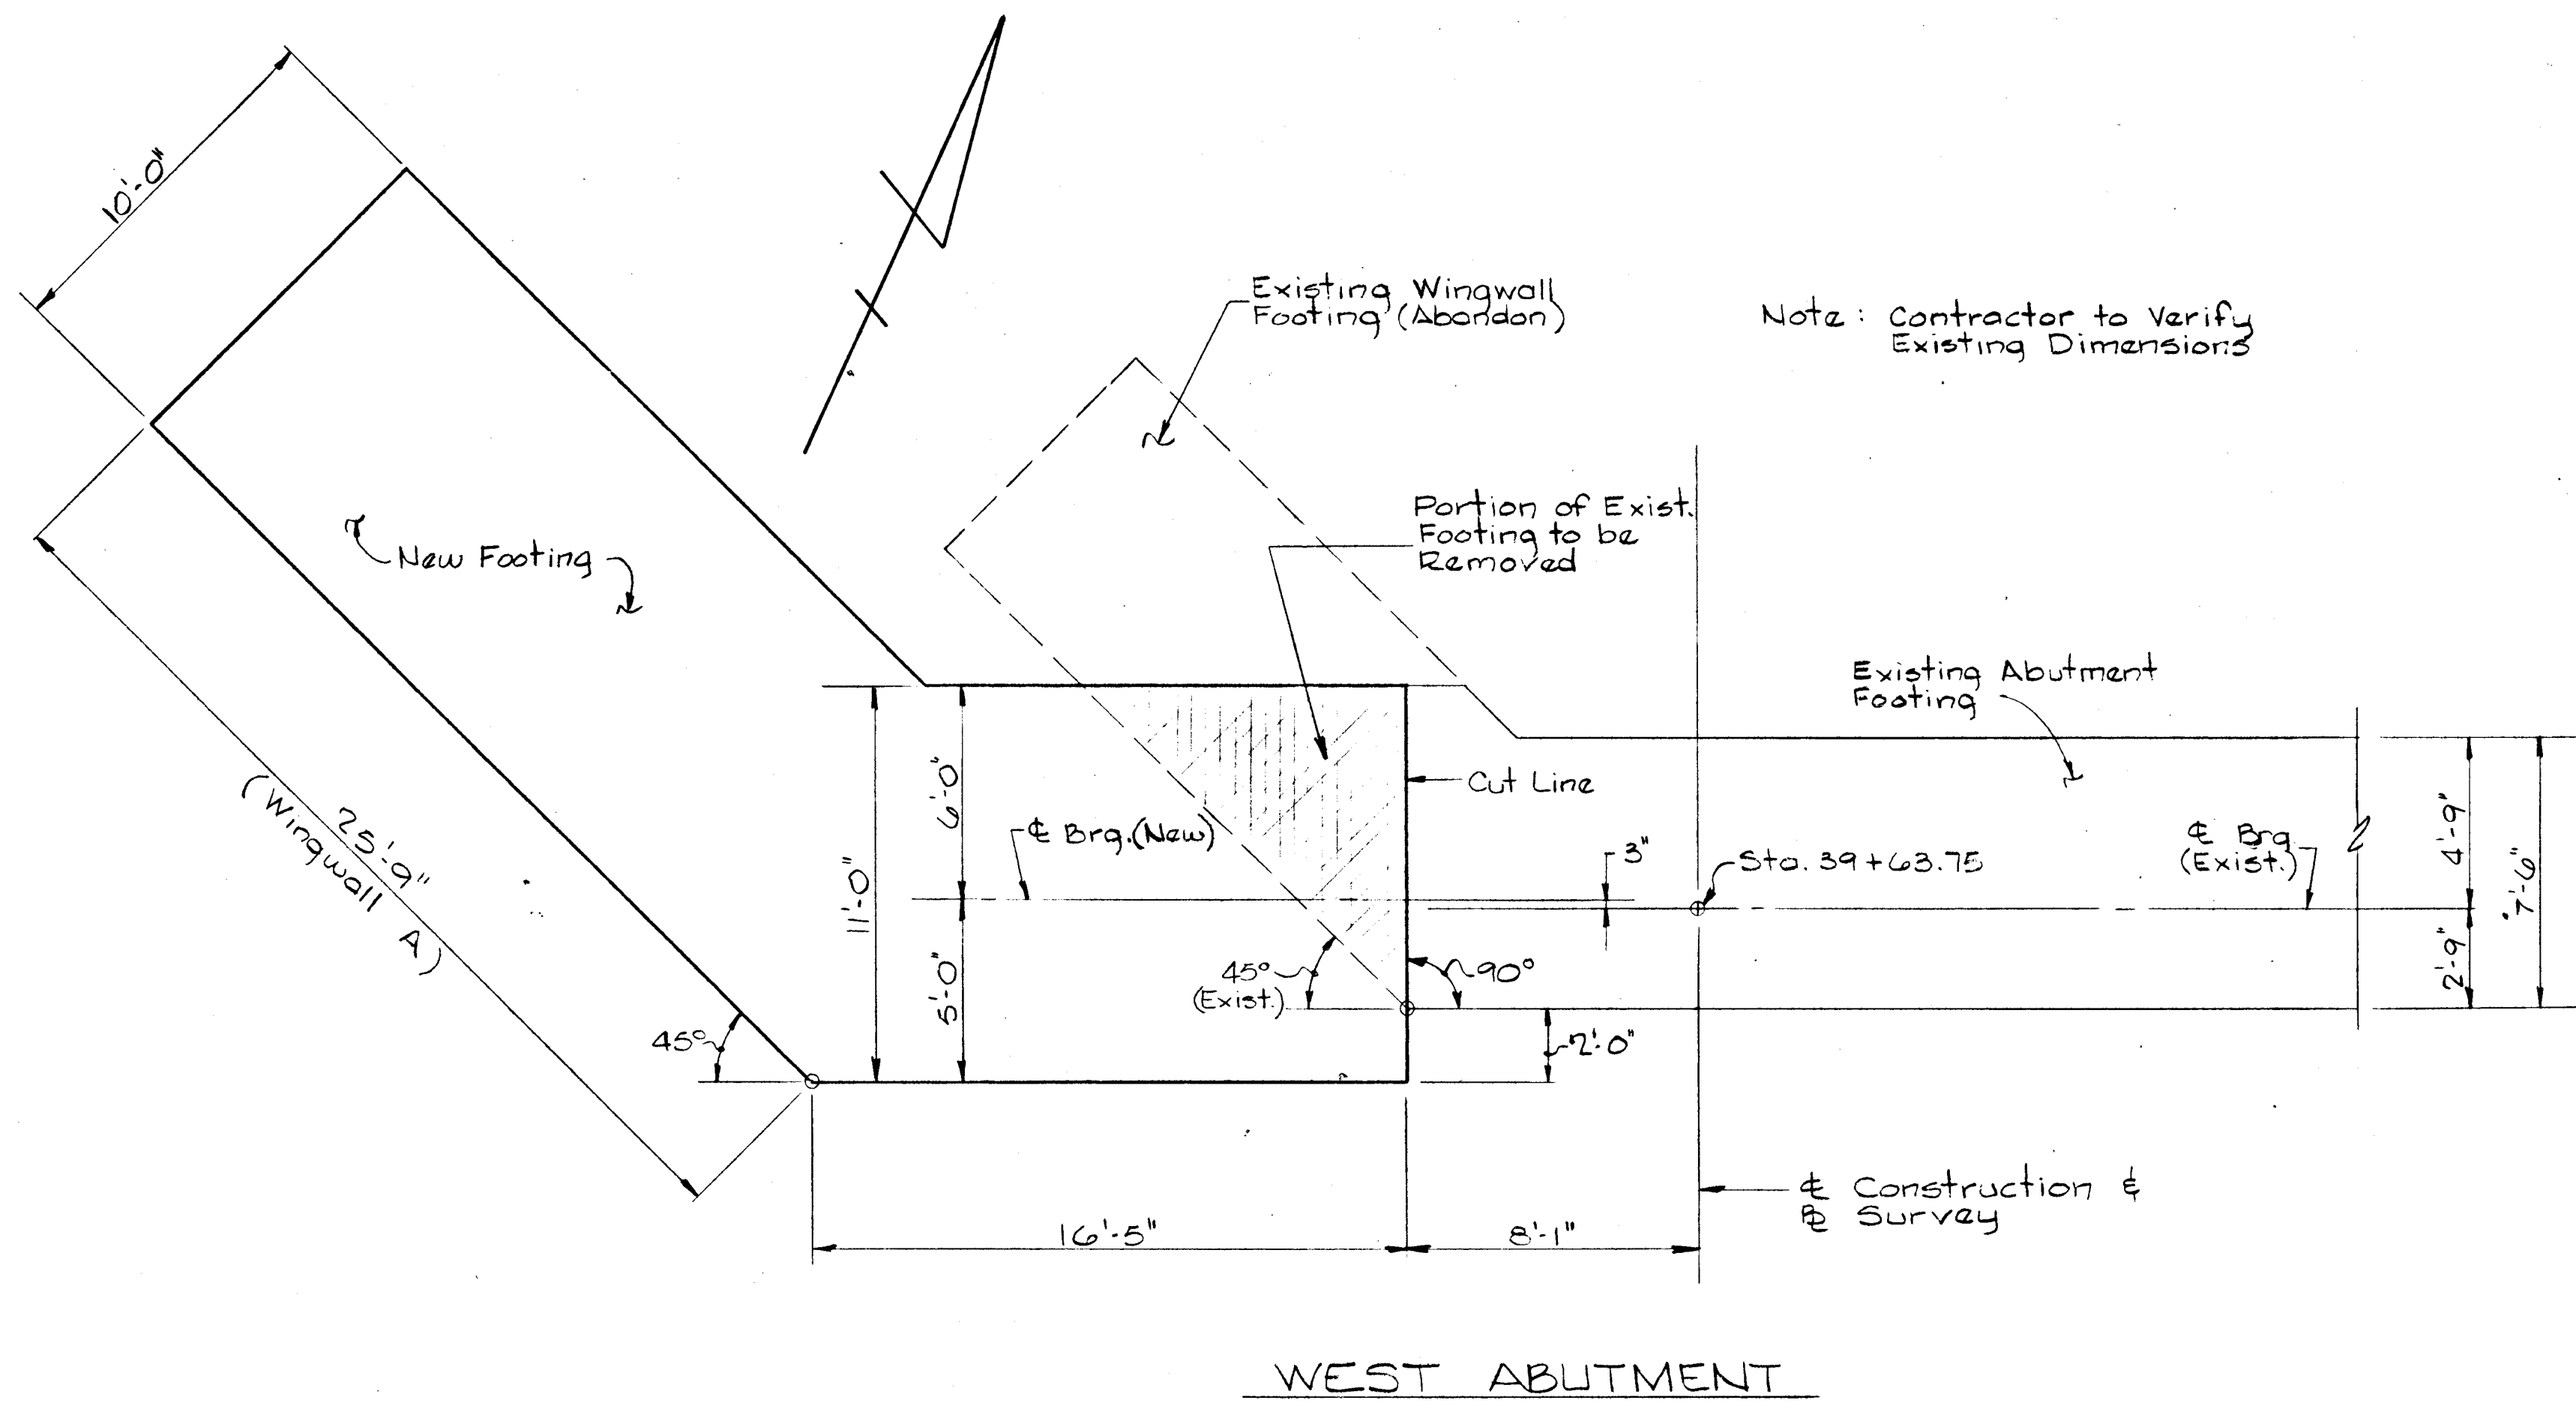 10'-0"
Existing Wingwall
Footing (Abandon)
Note: Contractor to Verify
Existing Dimensions
Portion of Exist.
Footing to be
Removed
New Footing
Existing Abutment
Footing
Cut Line
6'-0"
11'-0"
5'-0"
℄ Brg.(New)
3"
Sta. 39+63.75
℄ Brg
(Exist.)
4'-9"
7'-6"
2'-9"
25'-9"
(Wingwall A)
45°
(Exist.)
90°
45°
2'-0"
℄ Construction &
℞ Survey
16'-5"
8'-1"
WEST ABUTMENT